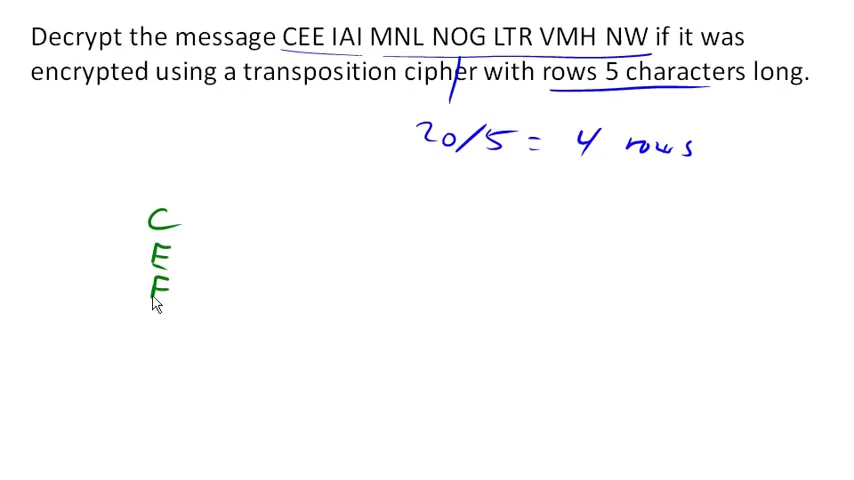 Decrypt the message CEE IAI MNL NOG LTR VMH NW if it was
encrypted using a transposition cipher with rows 5 characters long.
20/5 = 4 rows
C
E
E